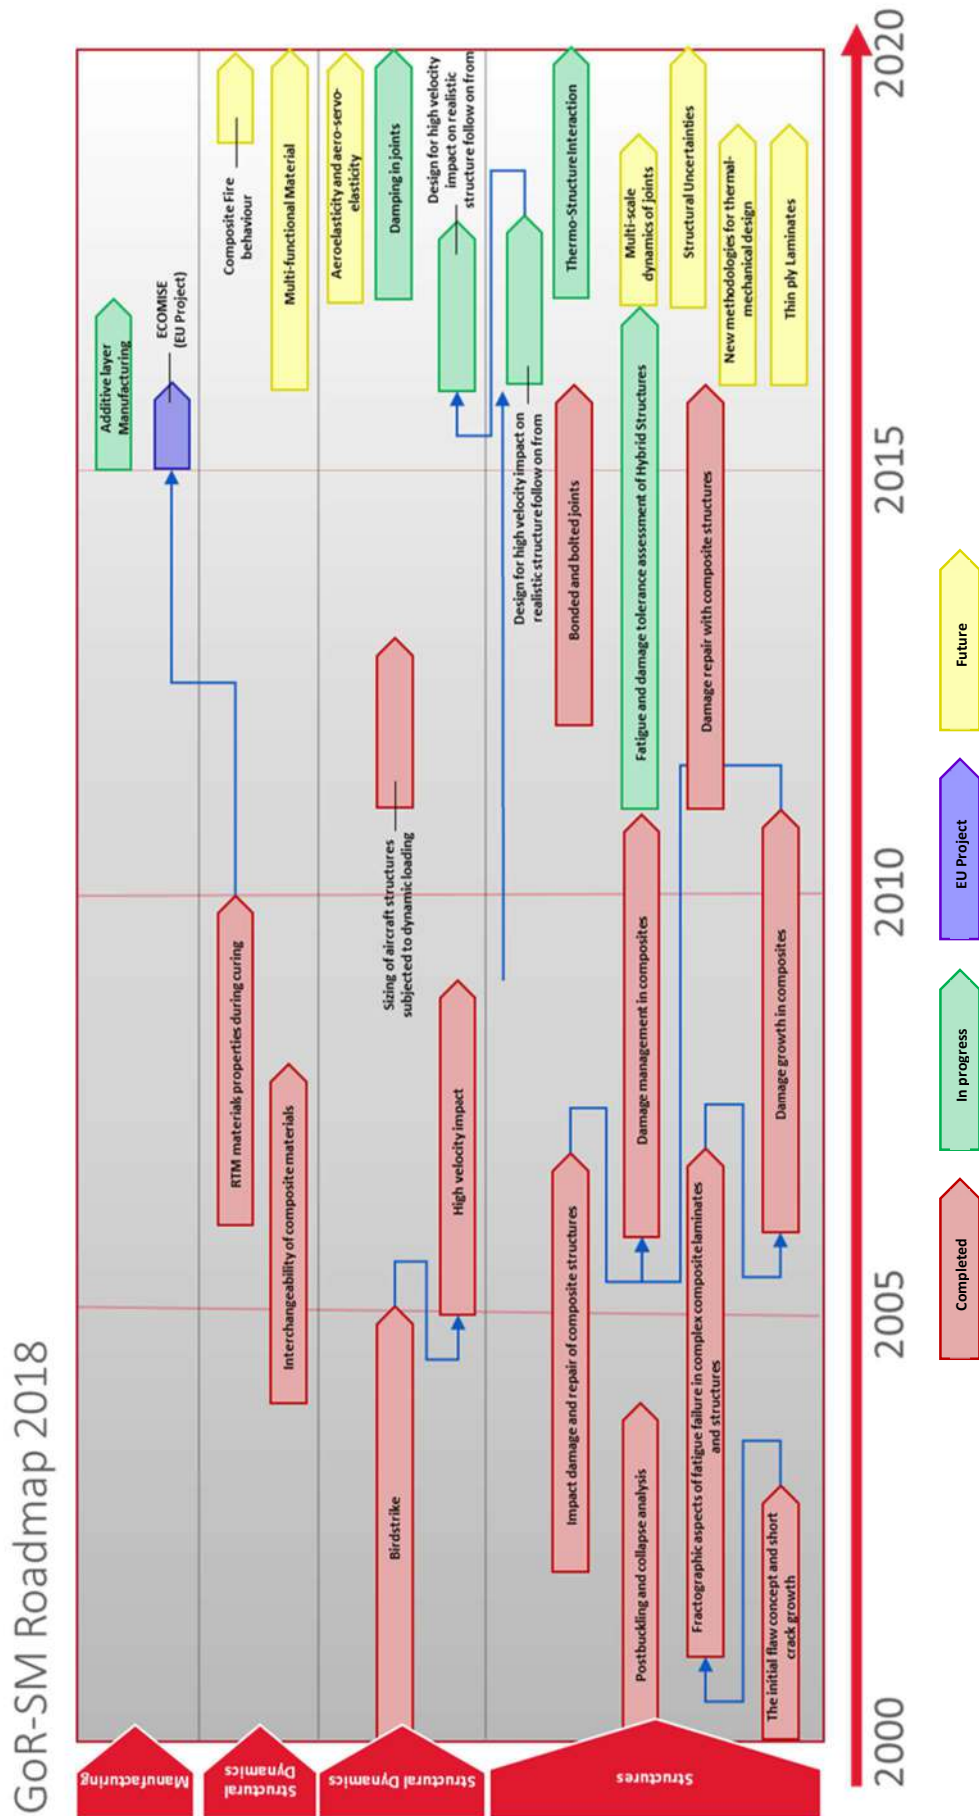 GoR-SM Roadmap 2018
Manufacturing
Additive layer
Manufacturing
ECOMISE
(EU Project)
Structural
Dynamics
RTM materials properties during curing
Composite Fire
behaviour
Interchangeability of composite materials
Multi-functional Material
Structural Dynamics
Aeroelasticity and aero-servo-
elasticity
Birdstrike
Sizing of aircraft structures
subjected to dynamic loading
Damping in joints
High velocity impact
Design for high velocity
impact on realistic
structure follow on from
Structures
Design for high velocity impact on
realistic structure follow on from
Impact damage and repair of composite structures
Bonded and bolted joints
Thermo-Structure Interaction
Postbuckling and collapse analysis
Damage management in composites
Fatigue and damage tolerance assessment of Hybrid Structures
Multi-scale
dynamics of joints
Fractographic aspects of fatigue failure in complex composite laminates
and structures
Damage repair with composite structures
Structural Uncertainties
New methodologies for thermal-
mechanical design
The initial flaw concept and short
crack growth
Damage growth in composites
Thin ply Laminates
2000
2005
2010
2015
2020
Completed
In progress
EU Project
Future